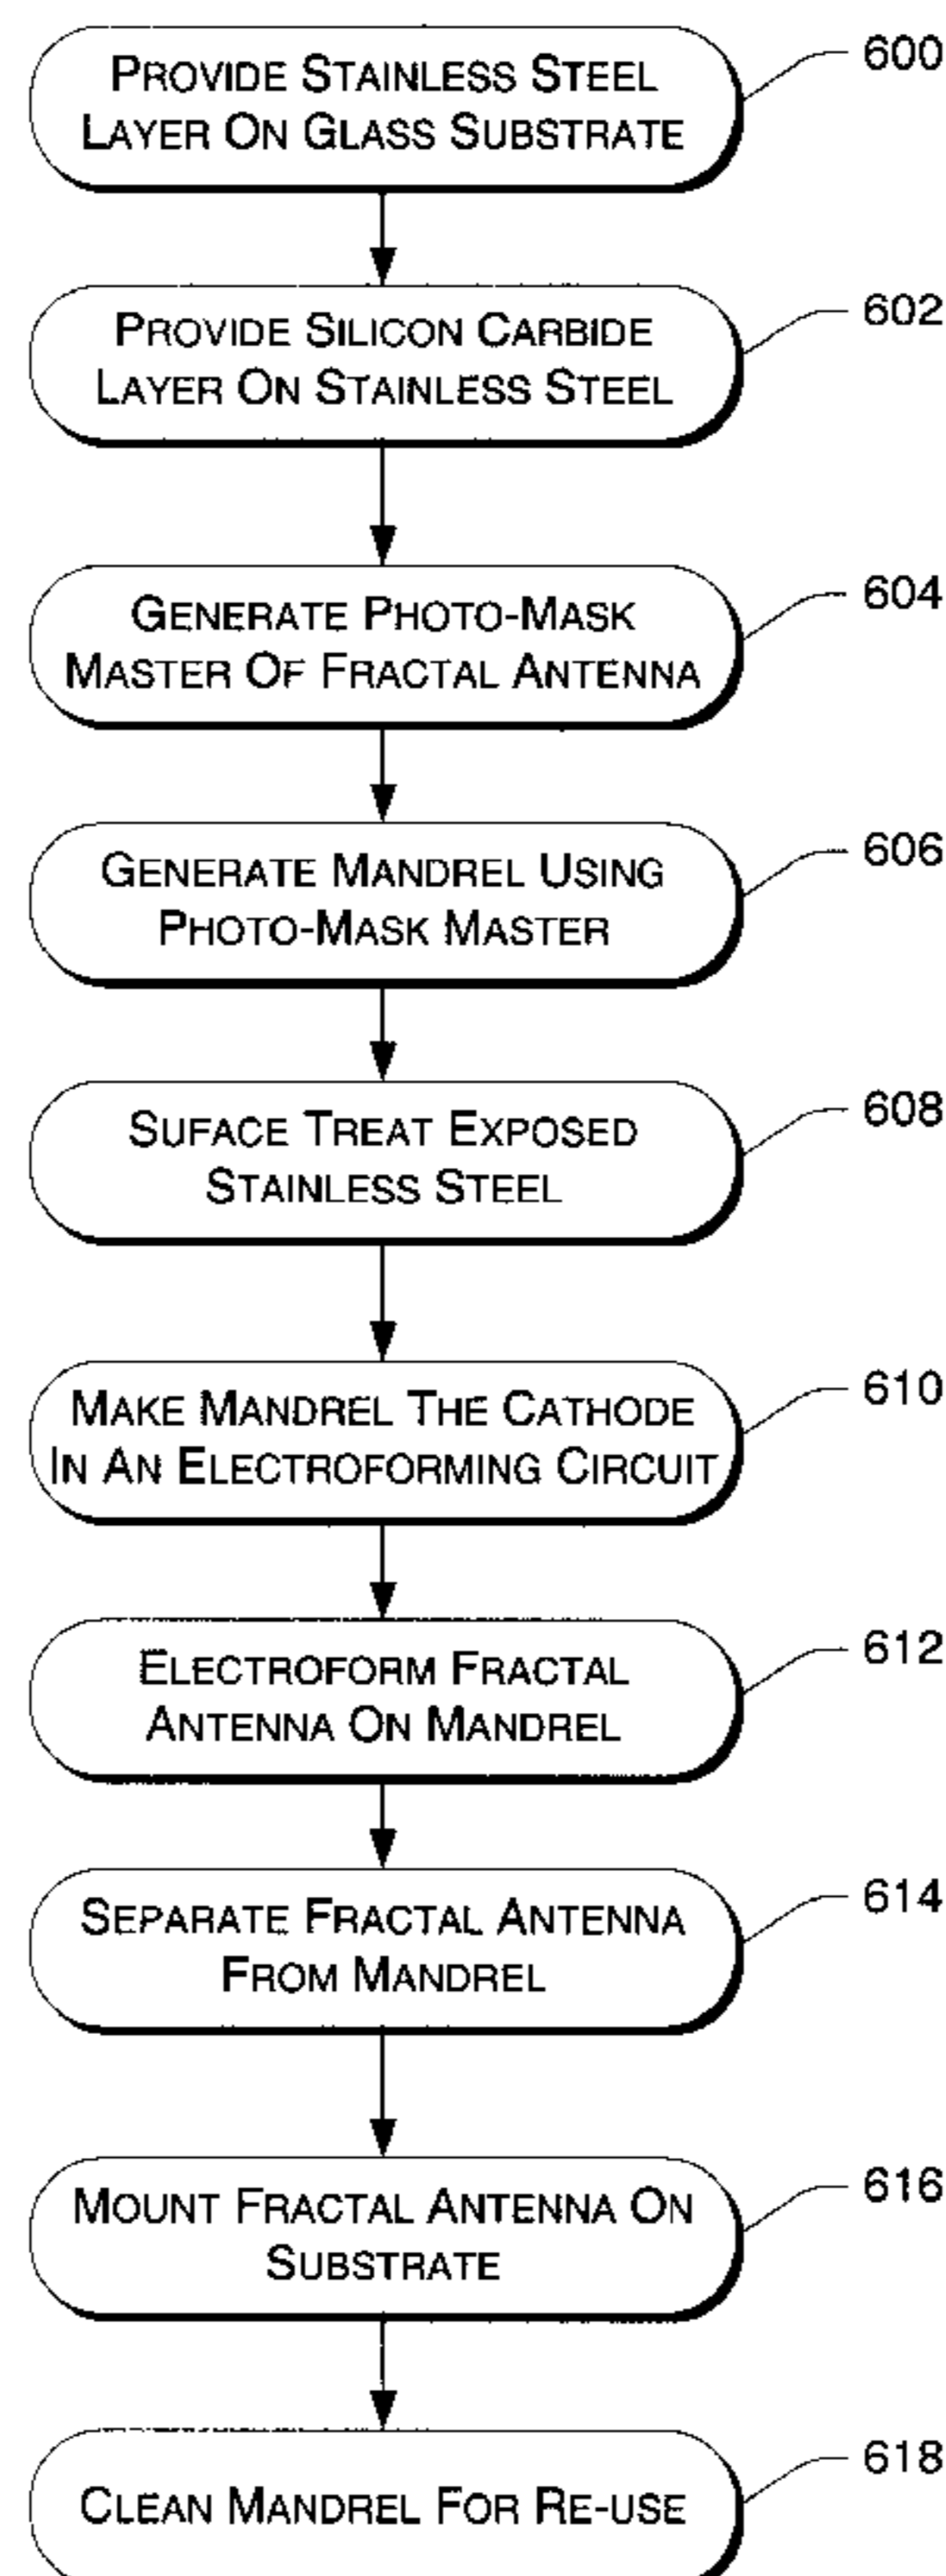 PROVIDE STAINLESS STEEL
LAYER ON GLASS SUBSTRATE
600
PROVIDE SILICON CARBIDE
LAYER ON STAINLESS STEEL
602
GENERATE PHOTO-MASK
MASTER OF FRACTAL ANTENNA
604
GENERATE MANDREL USING
PHOTO-MASK MASTER
606
SUFACE TREAT EXPOSED
STAINLESS STEEL
608
MAKE MANDREL THE CATHODE
IN AN ELECTROFORMING CIRCUIT
610
ELECTROFORM FRACTAL
ANTENNA ON MANDREL
612
SEPARATE FRACTAL ANTENNA
FROM MANDREL
614
MOUNT FRACTAL ANTENNA ON
SUBSTRATE
616
CLEAN MANDREL FOR RE-USE
618